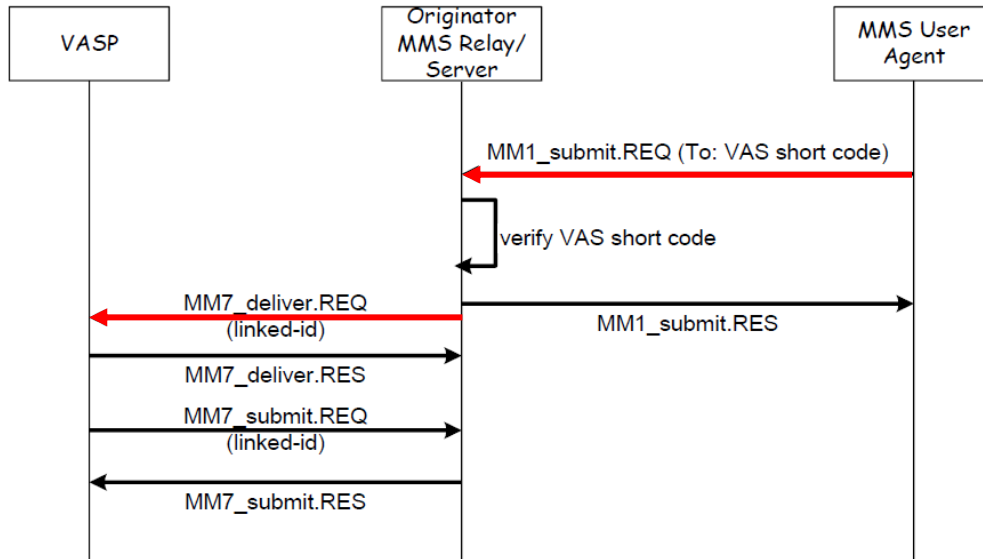 VASP
Originator
MMS Relay/
Server
MMS User
Agent
MM1_submit.REQ (To: VAS short code)
verify VAS short code
MM7_deliver.REQ
(linked-id)
MM1_submit.RES
MM7_deliver.RES
MM7_submit.REQ
(linked-id)
MM7_submit.RES